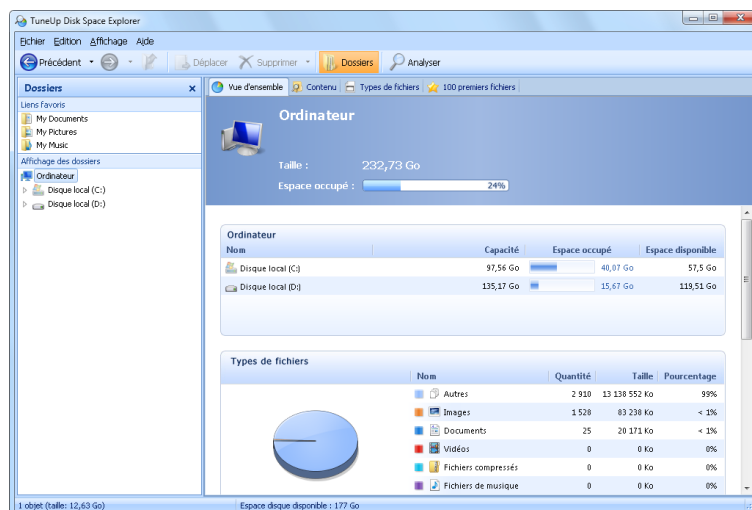 TuneUp Disk Space Explorer
Fichier Edition Affichage Aide
Précédent Déplacer Supprimer Dossiers Analyser
Dossiers x
Vue d'ensemble Contenu Types de fichiers 100 premiers fichiers
Liens favoris
My Documents
My Pictures
My Music
Affichage des dossiers
Ordinateur
Disque local (C:)
Disque local (D:)
Ordinateur
Taille : 232,73 Go
Espace occupé : 24%
Ordinateur
Nom Capacité Espace occupé Espace disponible
Disque local (C:) 97,56 Go 40,07 Go 57,5 Go
Disque local (D:) 135,17 Go 15,67 Go 119,51 Go
Types de fichiers
Nom Quantité Taille Pourcentage
Autres 2 910 13 138 552 Ko 99%
Images 1 528 83 238 Ko < 1%
Documents 25 20 171 Ko < 1%
Vidéos 0 0 Ko 0%
Fichiers compressés 0 0 Ko 0%
Fichiers de musique 0 0 Ko 0%
1 objet (taille: 12,63 Go) Espace disque disponible : 177 Go